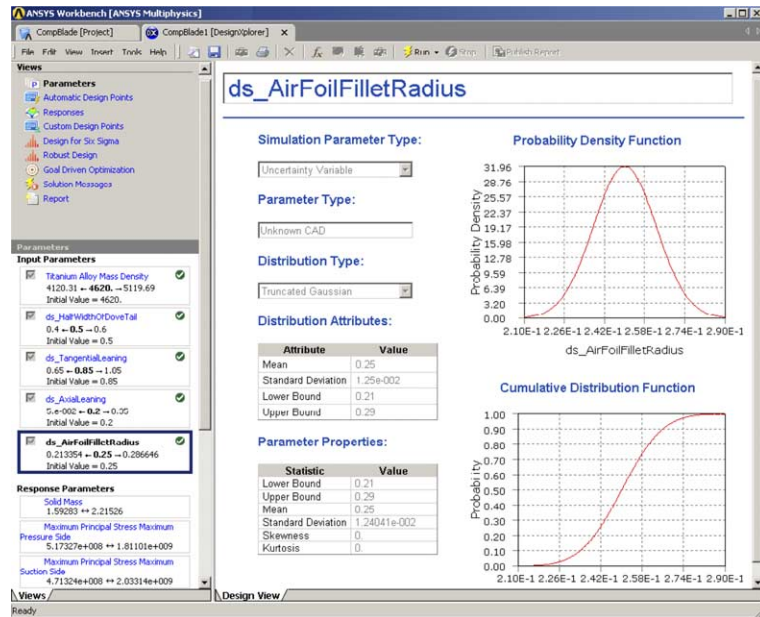 ANSYS Workbench [ANSYS Multiphysics]
CompBlade [Project]
CompBlade1 [DesignXplorer]
File Edit View Insert Tools Help
Run
Stop
Publish Report
Views
Parameters
Automatic Design Points
Responses
Custom Design Points
Design for Six Sigma
Robust Design
Goal Driven Optimization
Solution Messages
Report
Parameters
Input Parameters
Titanium Alloy Mass Density
4120.31 ← 4620. → 5119.69
Initial Value = 4620.
ds_HalfWidthOfDoveTail
0.4 ← 0.5 → 0.6
Initial Value = 0.5
ds_TangentialLeaning
0.65 ← 0.85 → 1.05
Initial Value = 0.85
ds_AxialLeaning
5.e-002 ← 0.2 → 0.35
Initial Value = 0.2
ds_AirFoilFilletRadius
0.213354 ← 0.25 → 0.286646
Initial Value = 0.25
Response Parameters
Solid Mass
1.59283 ↔ 2.21526
Maximum Principal Stress Maximum
Pressure Side
5.17327e+008 ↔ 1.81101e+009
Maximum Principal Stress Maximum
Suction Side
4.71324e+008 ↔ 2.03314e+009
Views
Ready
ds_AirFoilFilletRadius
Simulation Parameter Type:
Uncertainty Variable
Parameter Type:
Unknown CAD
Distribution Type:
Truncated Gaussian
Distribution Attributes:
Attribute Value
Mean 0.25
Standard Deviation 1.25e-002
Lower Bound 0.21
Upper Bound 0.29
Parameter Properties:
Statistic Value
Lower Bound 0.21
Upper Bound 0.29
Mean 0.25
Standard Deviation 1.24041e-002
Skewness 0.
Kurtosis 0.
Design View
Probability Density Function
Probability Density
31.96
28.76
25.57
22.37
19.17
15.98
12.78
9.59
6.39
3.20
0.00
2.10E-1 2.26E-1 2.42E-1 2.58E-1 2.74E-1 2.90E-1
ds_AirFoilFilletRadius
Cumulative Distribution Function
Probability
1.00
0.90
0.80
0.70
0.60
0.50
0.40
0.30
0.20
0.10
0.00
2.10E-1 2.26E-1 2.42E-1 2.58E-1 2.74E-1 2.90E-1